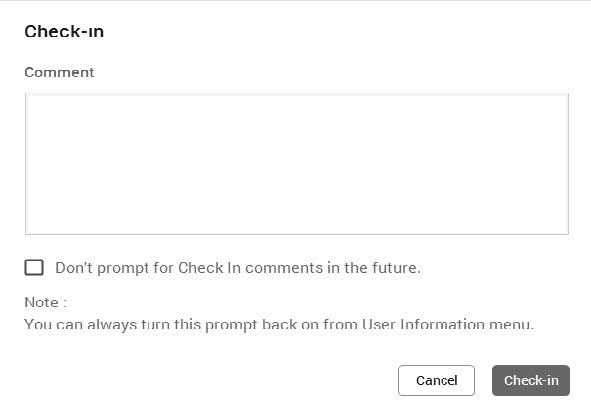 Check-in
Comment
Don't prompt for Check In comments in the future.
Note :
You can always turn this prompt back on from User Information menu.
Cancel
Check-in